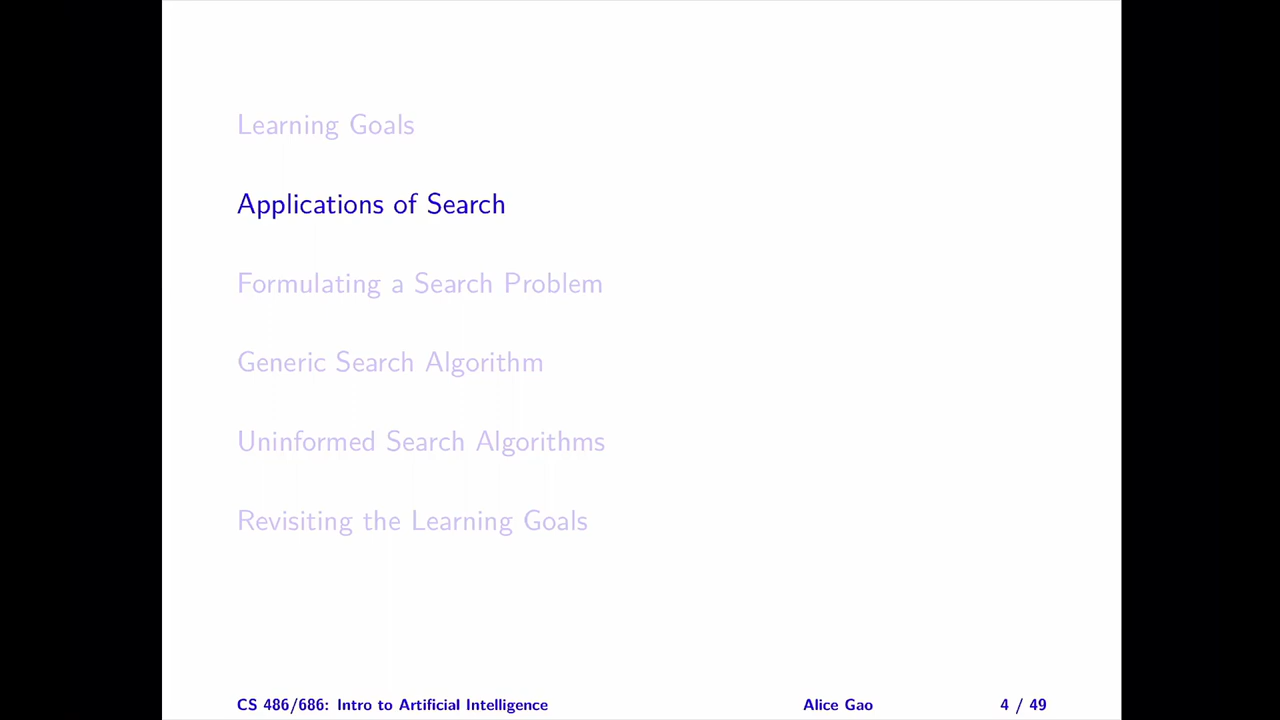 Learning Goals
Applications of Search
Formulating a Search Problem
Generic Search Algorithm
Uninformed Search Algorithms
Revisiting the Learning Goals
CS 486/686: Intro to Artificial Intelligence Alice Gao 4 / 49